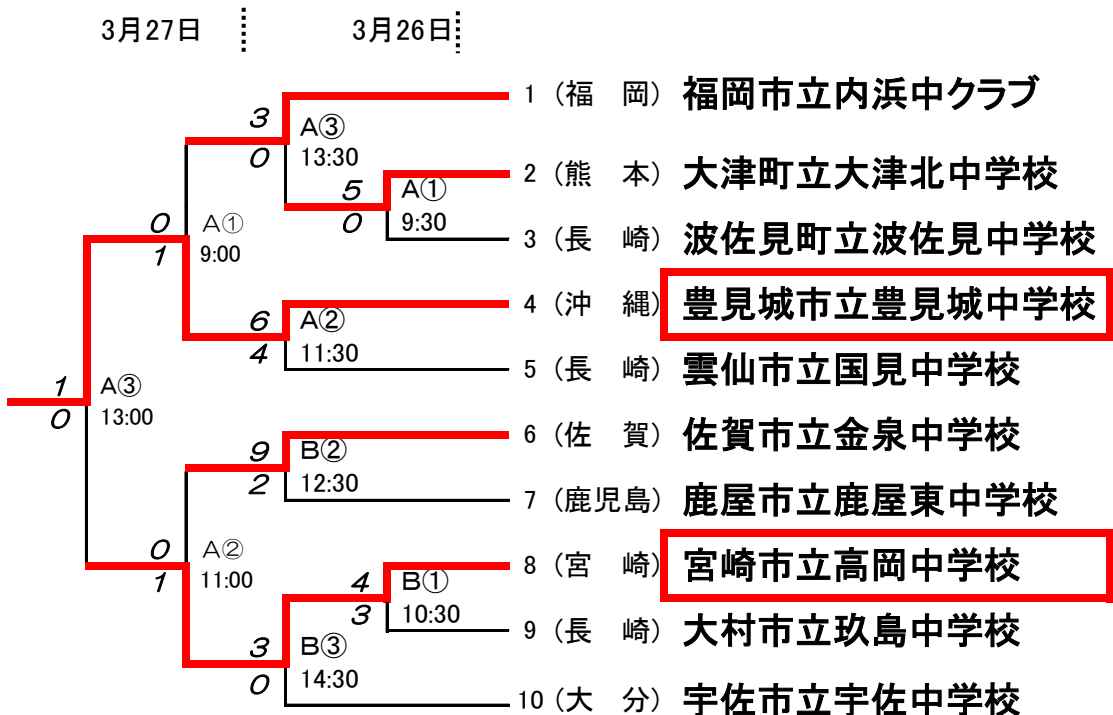 3月27日 3月26日
1 (福 岡) 福岡市立内浜中クラブ
3 A③
0 13:30
2 (熊 本) 大津町立大津北中学校
5 A①
0 9:30
3 (長 崎) 波佐見町立波佐見中学校
0 A①
1 9:00
4 (沖 縄) 豊見城市立豊見城中学校
6 A②
4 11:30
5 (長 崎) 雲仙市立国見中学校
1 A③
0 13:00
6 (佐 賀) 佐賀市立金泉中学校
9 B②
2 12:30
7 (鹿児島) 鹿屋市立鹿屋東中学校
0 A②
1 11:00
8 (宮 崎) 宮崎市立高岡中学校
4 B①
3 10:30
9 (長 崎) 大村市立玖島中学校
3 B③
0 14:30
10 (大 分) 宇佐市立宇佐中学校